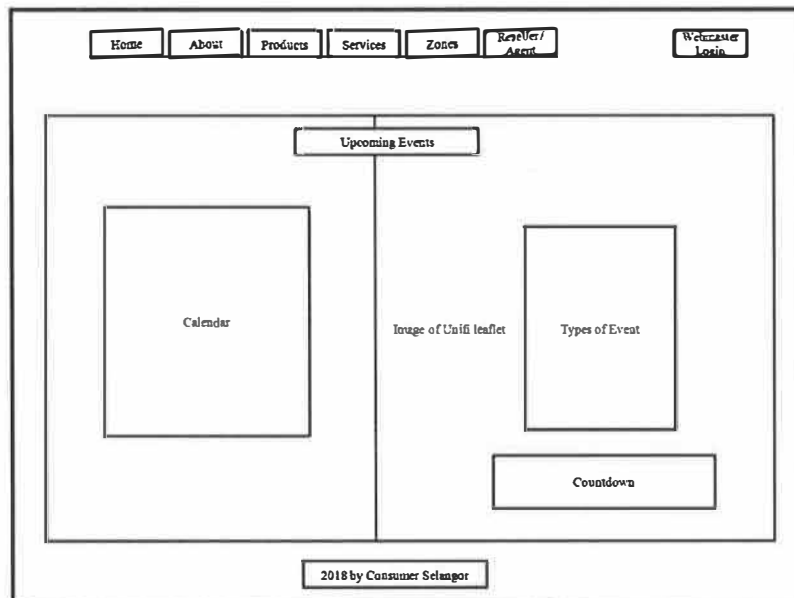 Home
About
Products
Services
Zones
Reseller/
Agent
Webmaster
Login
Upcoming Events
Calendar
Image of Unifi leaflet
Types of Event
Countdown
2018 by Consumer Selangor